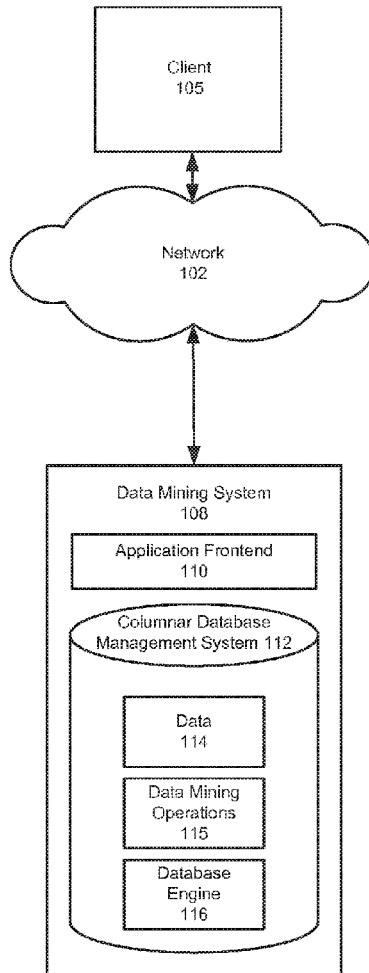 Client
105
Network
102
Data Mining System
108
Application Frontend
110
Columnar Database
Management System 112
Data
114
Data Mining
Operations
115
Database
Engine
116